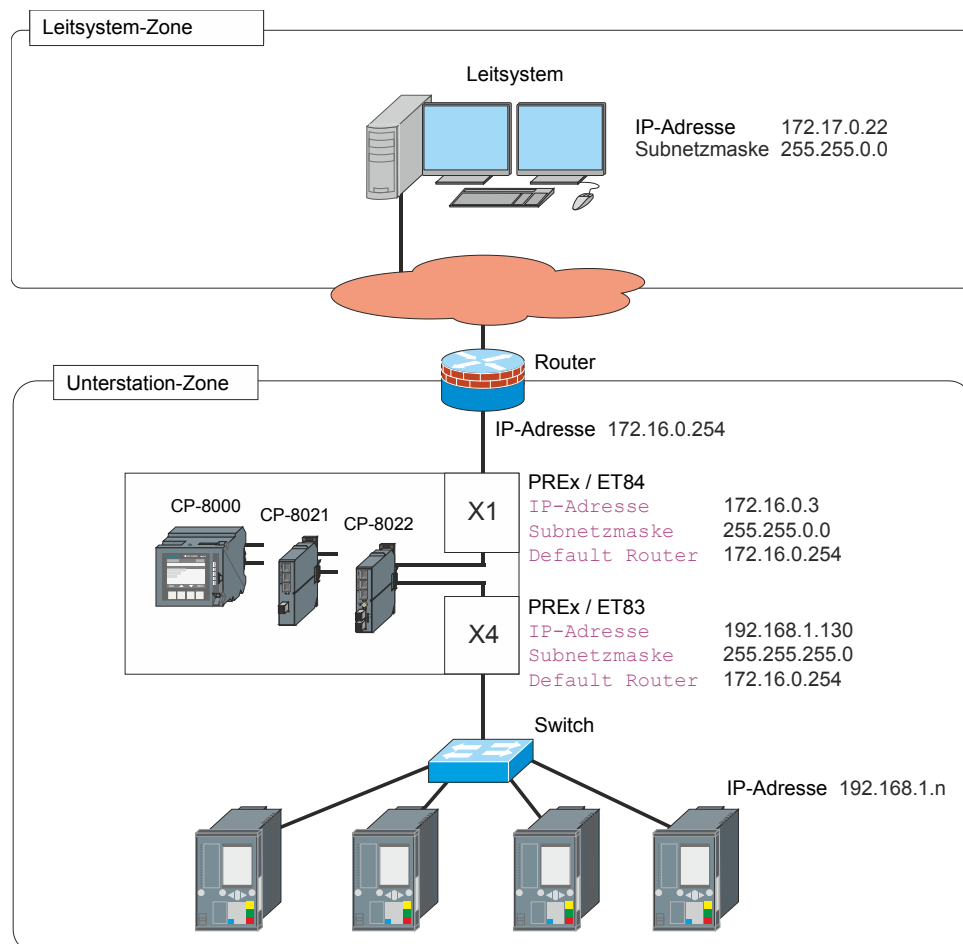 Leitsystem-Zone
Leitsystem
IP-Adresse 172.17.0.22
Subnetzmaske 255.255.0.0
Router
Unterstation-Zone
IP-Adresse 172.16.0.254
CP-8000
CP-8021
CP-8022
X1
PREx / ET84
IP-Adresse 172.16.0.3
Subnetzmaske 255.255.0.0
Default Router 172.16.0.254
X4
PREx / ET83
IP-Adresse 192.168.1.130
Subnetzmaske 255.255.255.0
Default Router 172.16.0.254
Switch
IP-Adresse 192.168.1.n